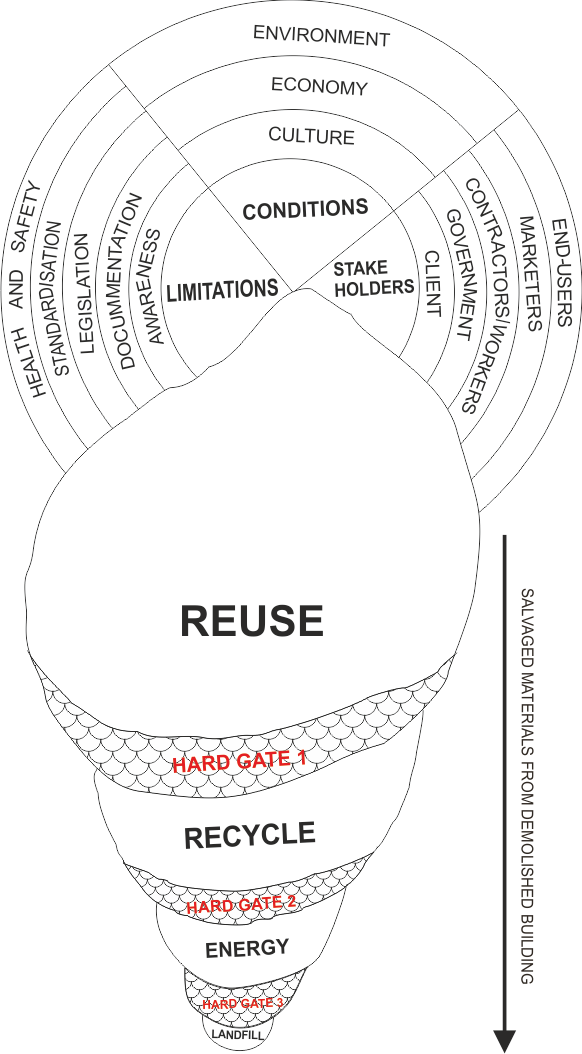 ENVIRONMENT
ECONOMY
CULTURE
CONDITIONS
LIMITATIONS
AWARENESS
DOCUMMENTATION
LEGISLATION
STANDARDISATION
HEALTH AND SAFETY
STAKE
HOLDERS
CLIENT
GOVERNMENT
CONTRACTORS/WORKERS
MARKETERS
END-USERS
REUSE
HARD GATE 1
RECYCLE
HARD GATE 2
ENERGY
HARD GATE 3
LANDFILL
SALVAGED MATERIALS FROM DEMOLISHED BUILDING